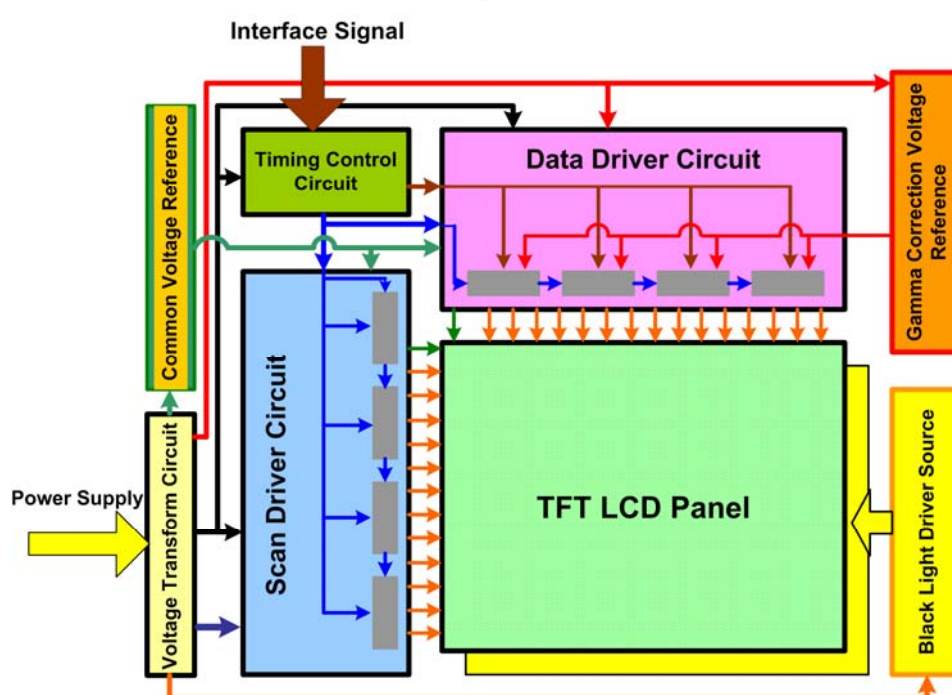 Interface Signal
Timing Control
Circuit
Data Driver Circuit
Common Voltage Reference
Gamma Correction Voltage
Reference
Scan Driver Circuit
TFT LCD Panel
Power Supply
Voltage Transform Circuit
Black Light Driver Source